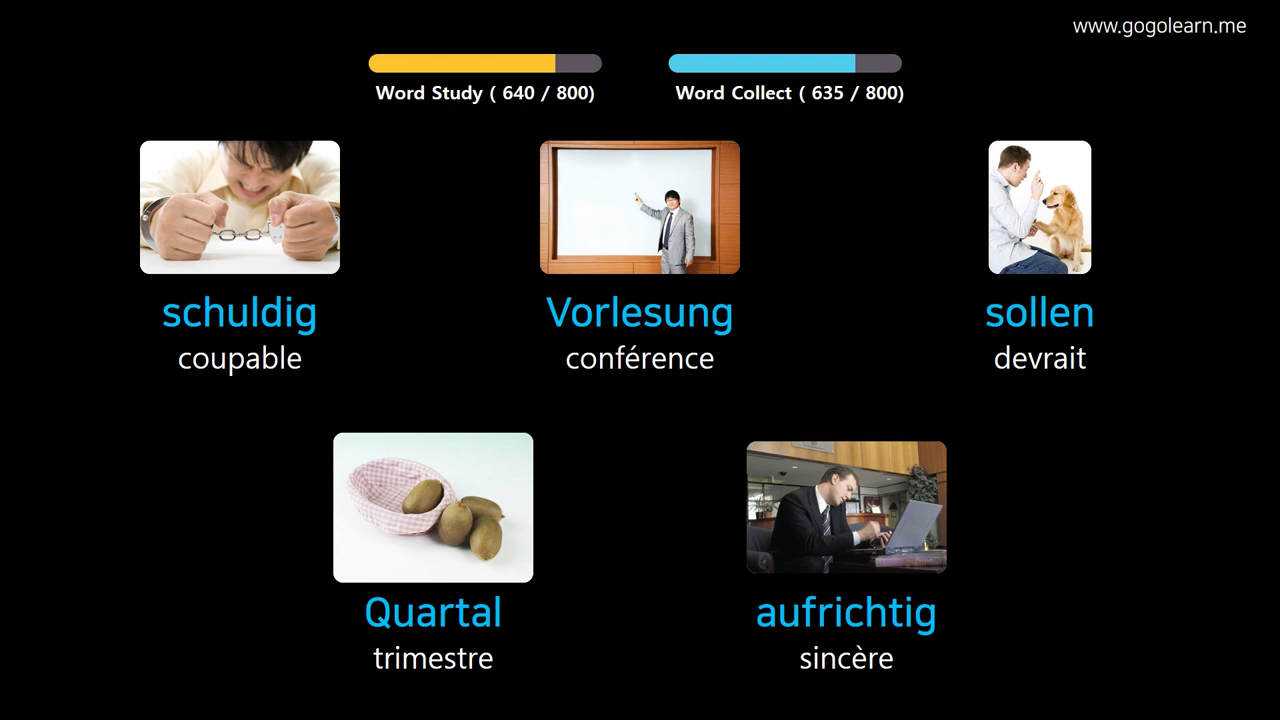 www.gogolearn.me
Word Study ( 640 / 800)
Word Collect ( 635 / 800)
schuldig
coupable
Vorlesung
conférence
sollen
devrait
Quartal
trimestre
aufrichtig
sincère